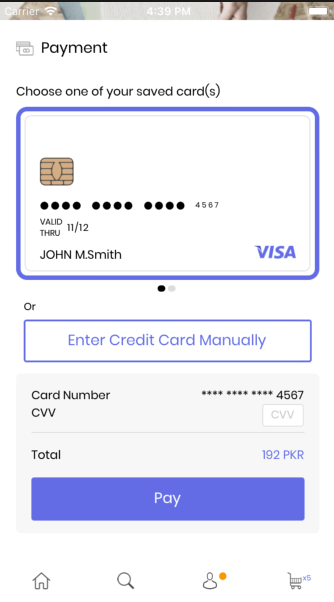 Carrier 4:39 PM
Payment
Choose one of your saved card(s)
●●●● ●●●● ●●●● 4567
VALID
THRU 11/12
JOHN M.Smith VISA
Or
Enter Credit Card Manually
Card Number **** **** **** 4567
CVV CVV
Total 192 PKR
Pay
x5